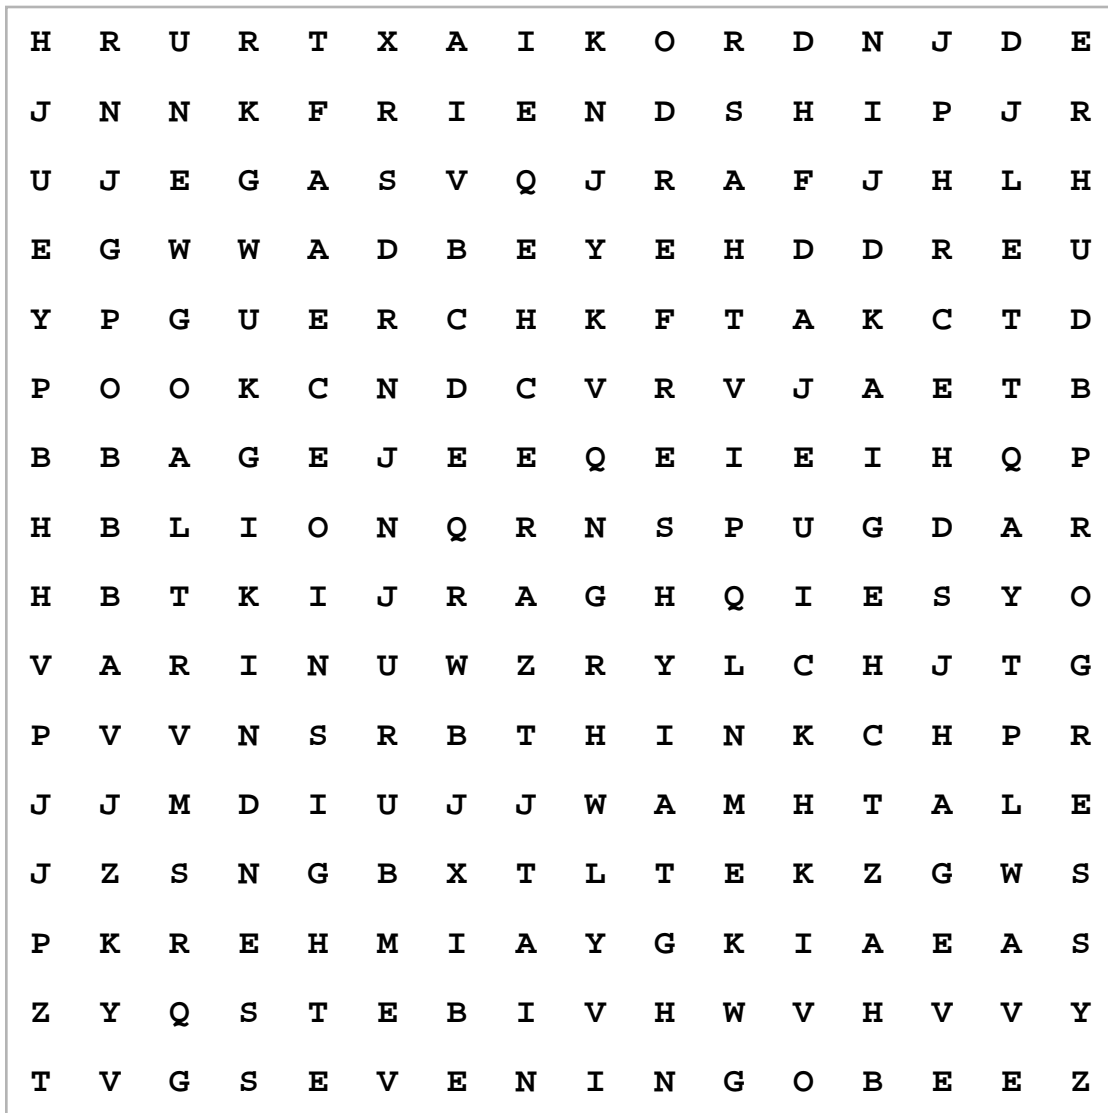 H R U R T X A I K O R D N J D E
J N N K F R I E N D S H I P J R
U J E G A S V Q J R A F J H L H
E G W W A D B E Y E H D D R E U
Y P G U E R C H K F T A K C T D
P O O K C N D C V R V J A E T B
B B A G E J E E Q E I E I H Q P
H B L I O N Q R N S P U G D A R
H B T K I J R A G H Q I E S Y O
V A R I N U W Z R Y L C H J T G
P V V N S R B T H I N K C H P R
J J M D I U J J W A M H T A L E
J Z S N G B X T L T E K Z G W S
P K R E H M I A Y G K I A E A S
Z Y Q S T E B I V H W V H V V Y
T V G S E V E N I N G O B E E Z